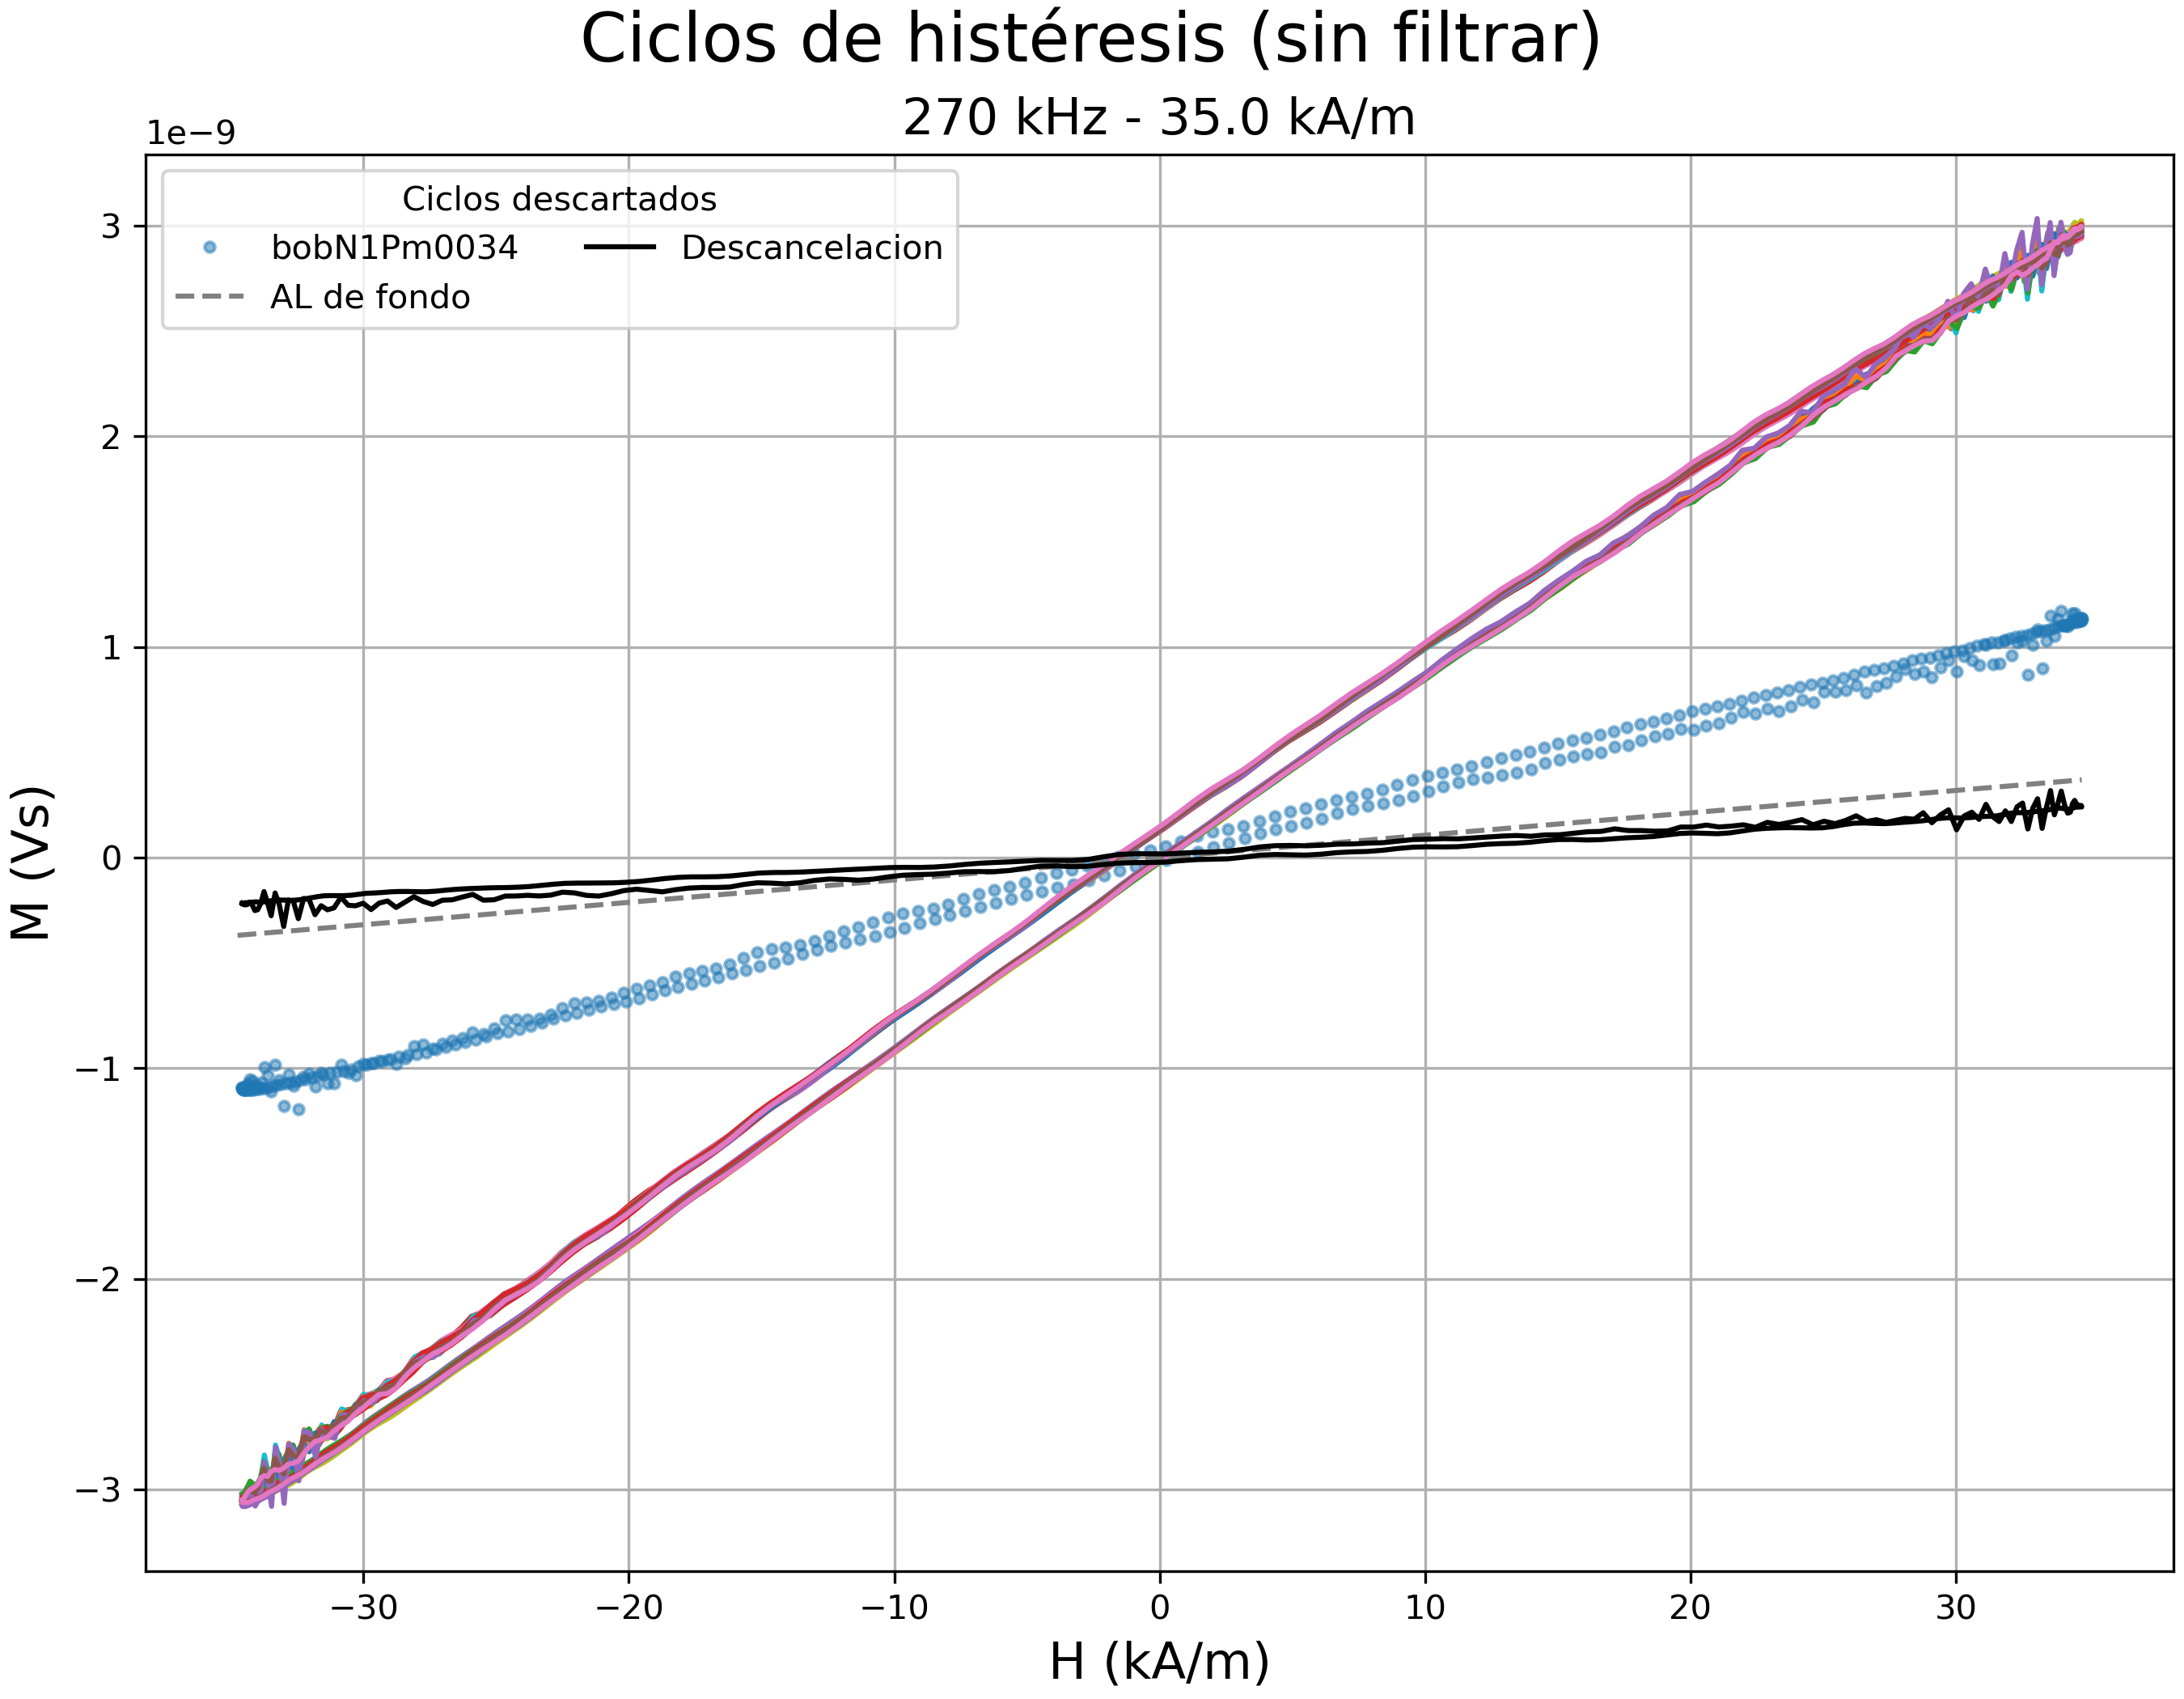 Ciclos de histéresis (sin filtrar)
270 kHz - 35.0 kA/m
1e−9
Ciclos descartados
bobN1Pm0034
Descancelacion
AL de fondo
3
2
1
0
−1
−2
−3
M (Vs)
−30
−20
−10
0
10
20
30
H (kA/m)